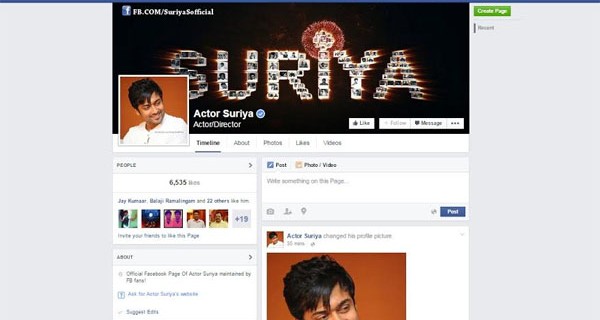 FB.COM/SuriyaSofficial
SURIYA
Create Page
Recent
Actor Suriya
Actor/Director
Like
Follow
Message
Timeline
About
Photos
Likes
Videos
PEOPLE
6,535 likes
Jay Kumaar, Balaji Ramalingam and 22 others like him.
+19
Invite your friends to like this Page
ABOUT
'Official Facebook Page Of Actor Suriya maintained by FB fans!
Ask for Actor Suriya's website
Suggest Edits
Post
Photo / Video
Write something on this Page...
Post
Actor Suriya changed his profile picture.
35 mins